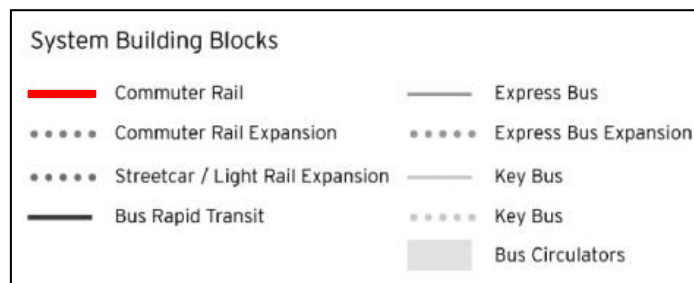 System Building Blocks
Commuter Rail
Commuter Rail Expansion
Streetcar / Light Rail Expansion
Bus Rapid Transit
Express Bus
Express Bus Expansion
Key Bus
Key Bus
Bus Circulators